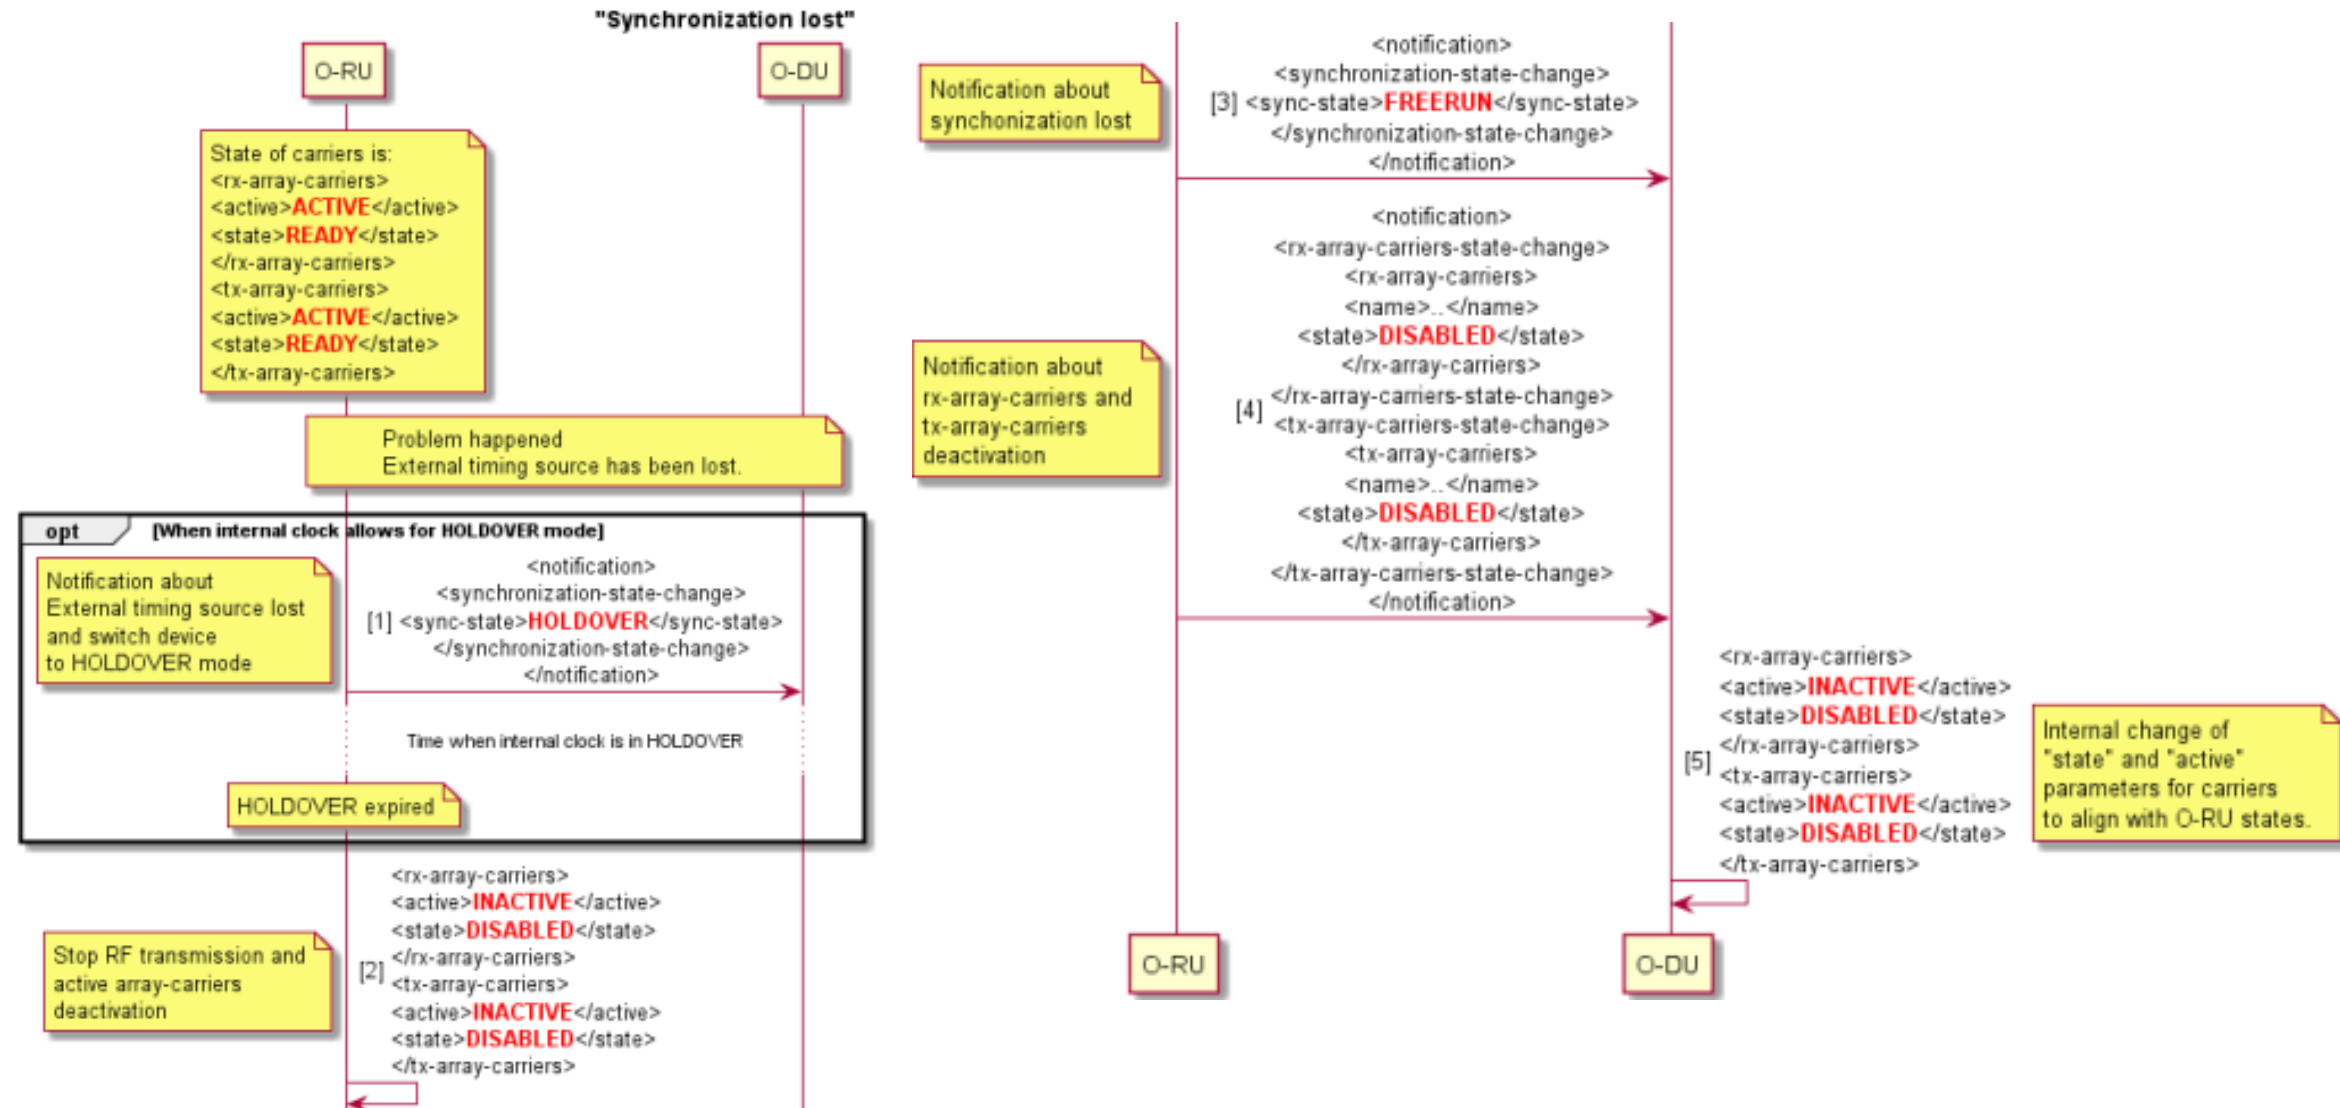 "Synchronization lost"
O-RU
O-DU
State of carriers is:
<rx-array-carriers>
<active>ACTIVE</active>
<state>READY</state>
</rx-array-carriers>
<tx-array-carriers>
<active>ACTIVE</active>
<state>READY</state>
</tx-array-carriers>
Problem happened
External timing source has been lost.
opt
[When internal clock allows for HOLDOVER mode]
Notification about
External timing source lost
and switch device
to HOLDOVER mode
<notification>
<synchronization-state-change>
[1] <sync-state>HOLDOVER</sync-state>
</synchronization-state-change>
</notification>
Time when internal clock is in HOLDOVER
HOLDOVER expired
Stop RF transmission and
active array-carriers
deactivation
[2]
<rx-array-carriers>
<active>INACTIVE</active>
<state>DISABLED</state>
</rx-array-carriers>
<tx-array-carriers>
<active>INACTIVE</active>
<state>DISABLED</state>
</tx-array-carriers>
Notification about
synchonization lost
<notification>
<synchronization-state-change>
[3] <sync-state>FREERUN</sync-state>
</synchronization-state-change>
</notification>
Notification about
rx-array-carriers and
tx-array-carriers
deactivation
[4]
<notification>
<rx-array-carriers-state-change>
<rx-array-carriers>
<name>..</name>
<state>DISABLED</state>
</rx-array-carriers>
</rx-array-carriers-state-change>
<tx-array-carriers-state-change>
<tx-array-carriers>
<name>..</name>
<state>DISABLED</state>
</tx-array-carriers>
</tx-array-carriers-state-change>
</notification>
[5]
<rx-array-carriers>
<active>INACTIVE</active>
<state>DISABLED</state>
</rx-array-carriers>
<tx-array-carriers>
<active>INACTIVE</active>
<state>DISABLED</state>
</tx-array-carriers>
Internal change of
"state" and "active"
parameters for carriers
to align with O-RU states.
O-RU
O-DU